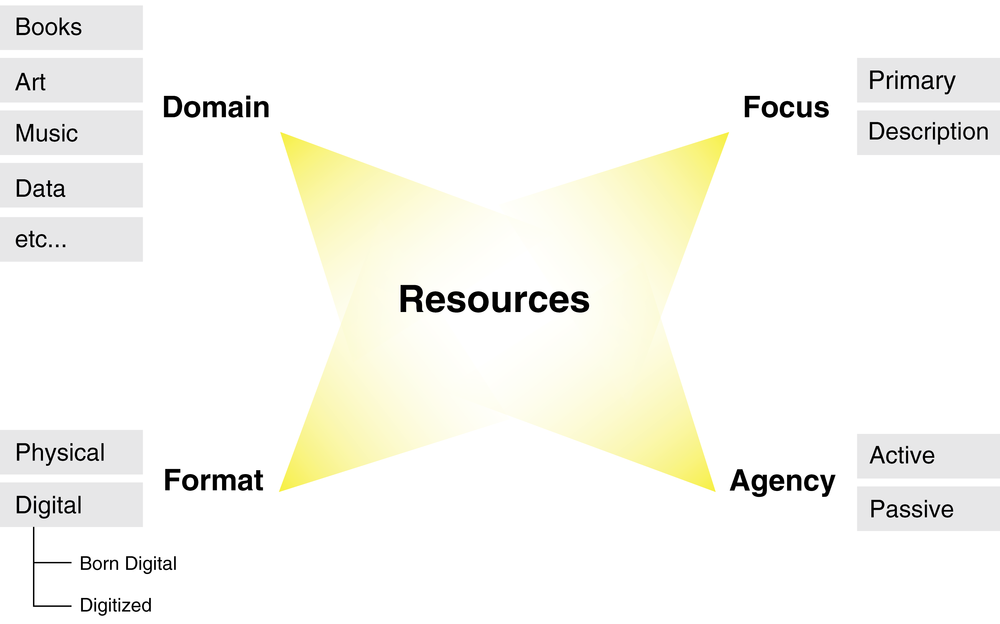 Books
Art
Music
Data
etc...
Domain
Focus
Primary
Description
Resources
Physical
Digital
Born Digital
Digitized
Format
Agency
Active
Passive